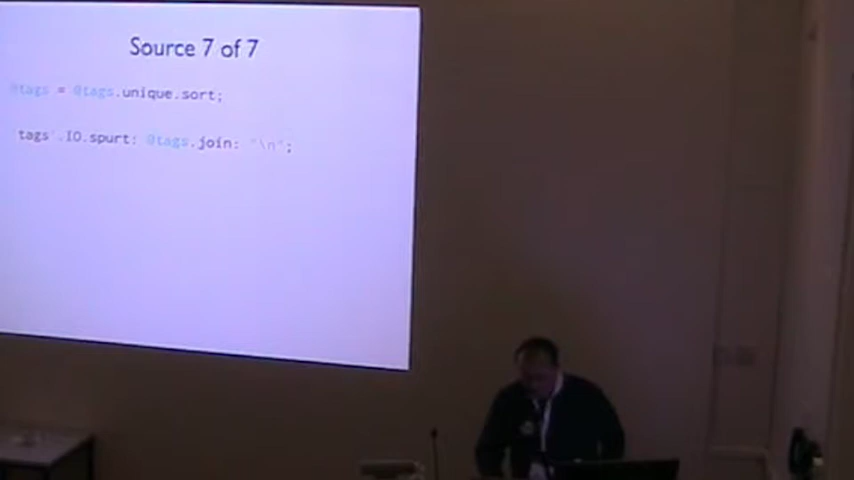 Source 7 of 7
@tags = @tags.unique.sort;
'tags'.IO.spurt: @tags.join: "\n";